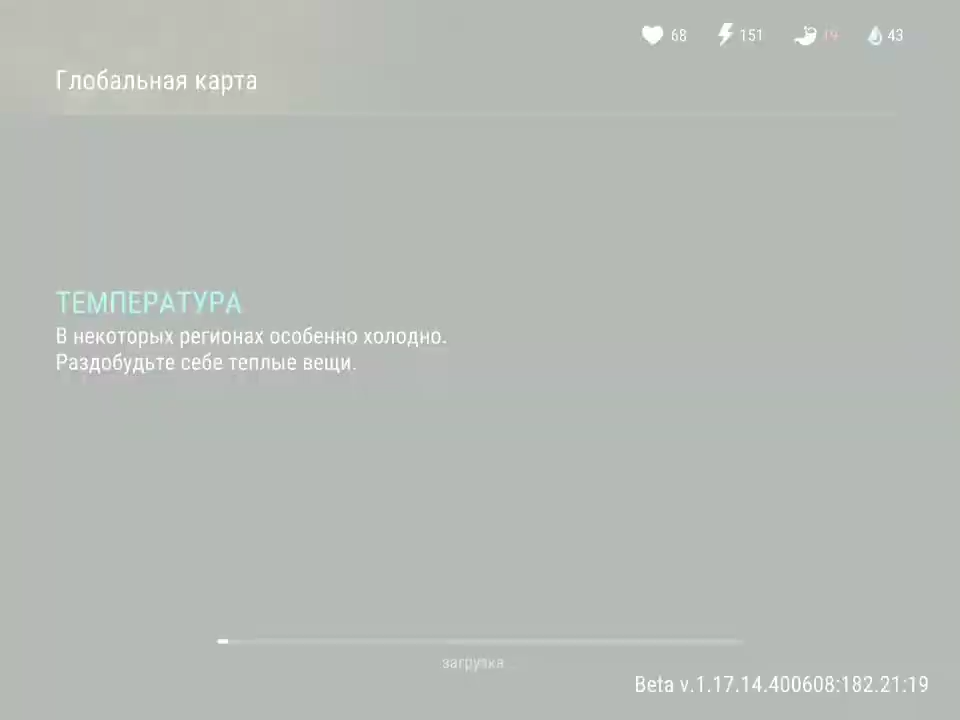 68 151 19 43
Глобальная карта
ТЕМПЕРАТУРА
В некоторых регионах особенно холодно.
Раздобудьте себе теплые вещи.
загрузка...
Beta v.1.17.14.400608:182.21:19